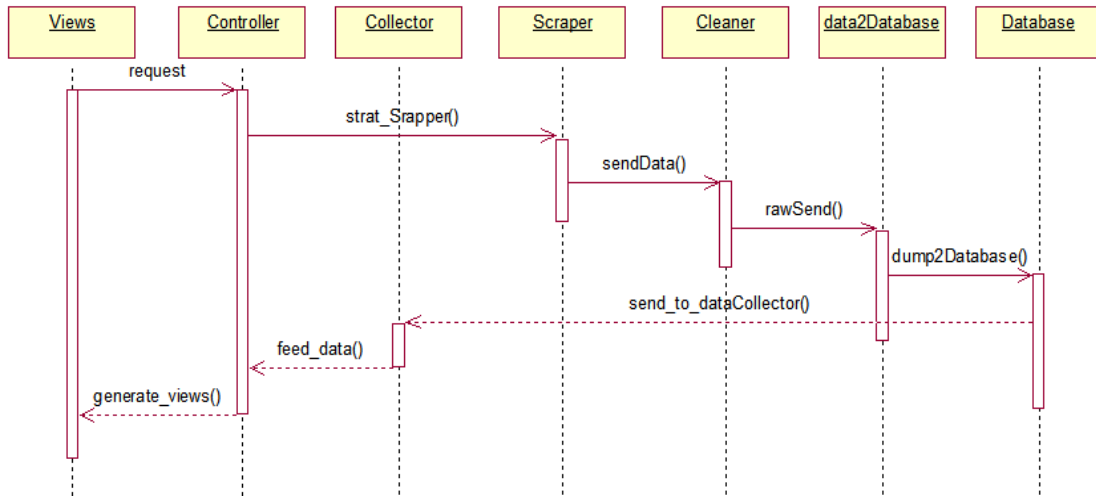 Views
Controller
Collector
Scraper
Cleaner
data2Database
Database
request
strat_Srapper()
sendData()
rawSend()
dump2Database()
send_to_dataCollector()
feed_data()
generate_views()